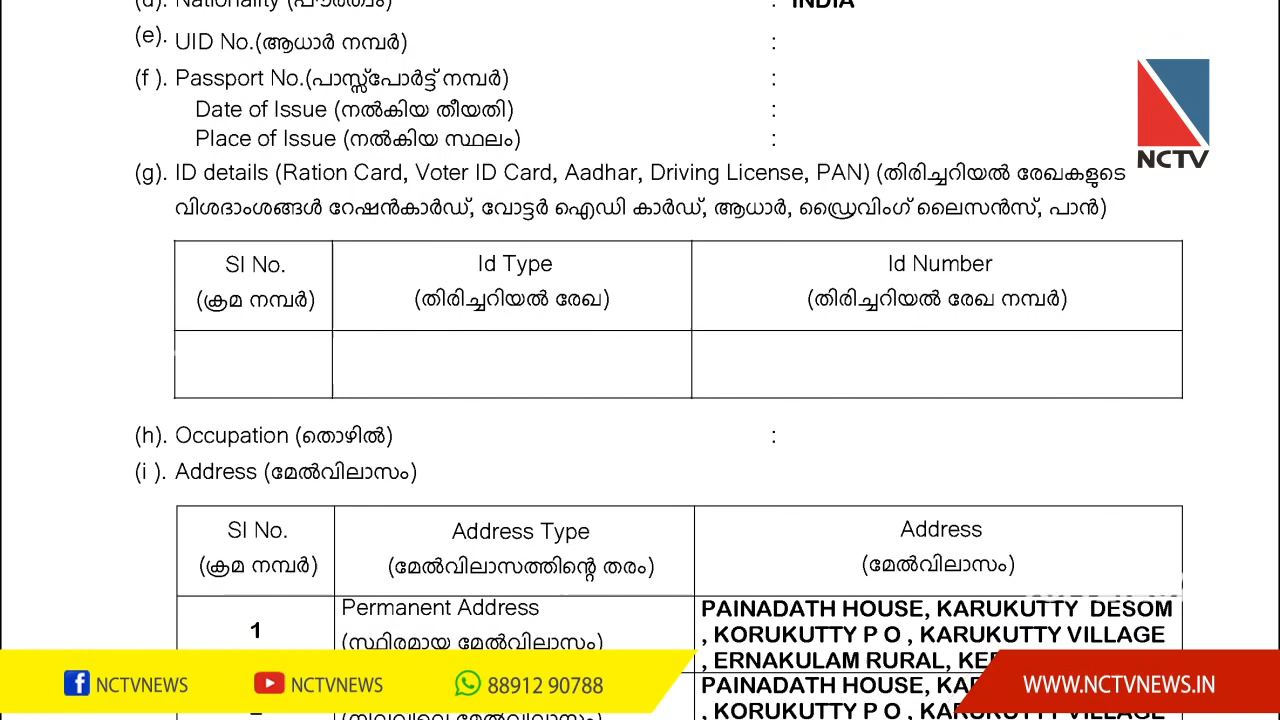 (d). Nationality (പൗരത്വം) : INDIA
(e). UID No.(ആധാർ നമ്പർ) :
(f ). Passport No.(പാസ്സ്പോർട്ട് നമ്പർ) :
Date of Issue (നൽകിയ തീയതി) :
Place of Issue (നൽകിയ സ്ഥലം) :
NCTV
(g). ID details (Ration Card, Voter ID Card, Aadhar, Driving License, PAN) (തിരിച്ചറിയൽ രേഖകളുടെ
വിശദാംശങ്ങൾ റേഷൻകാർഡ്, വോട്ടർ ഐഡി കാർഡ്, ആധാർ, ഡ്രൈവിംഗ് ലൈസൻസ്, പാൻ)
SI No. Id Type Id Number
(ക്രമ നമ്പർ) (തിരിച്ചറിയൽ രേഖ) (തിരിച്ചറിയൽ രേഖ നമ്പർ)
(h). Occupation (തൊഴിൽ) :
(i ). Address (മേൽവിലാസം)
SI No. Address Type Address
(ക്രമ നമ്പർ) (മേൽവിലാസത്തിന്റെ തരം) (മേൽവിലാസം)
1 Permanent Address PAINADATH HOUSE, KARUKUTTY DESOM
(സ്ഥിരമായ മേൽവിലാസം) , KORUKUTTY P O , KARUKUTTY VILLAGE
, ERNAKULAM RURAL,
PAINADATH HOUSE,
, KORUKUTTY P O , KARUKUTTY VILLAGE
NCTVNEWS NCTVNEWS 88912 90788 WWW.NCTVNEWS.IN